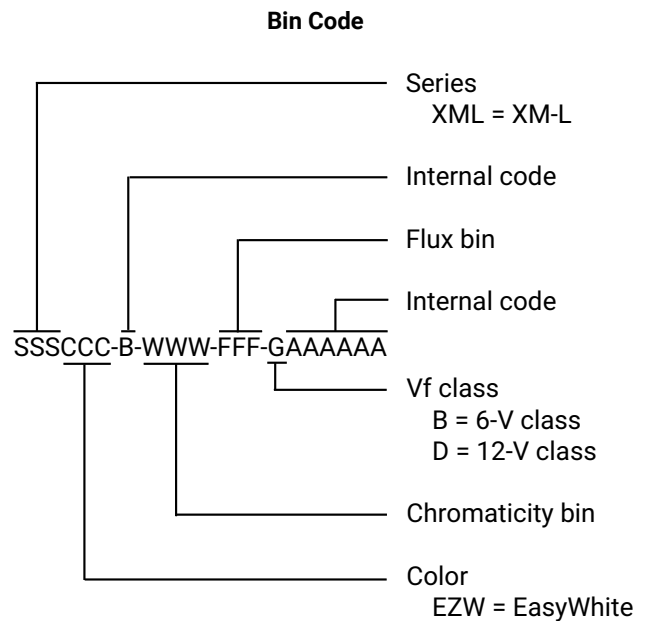 Bin Code
Series
XML = XM-L
Internal code
Flux bin
Internal code
SSSCCC-B-WWW-FFF-GAAAAAA
Vf class
B = 6-V class
D = 12-V class
Chromaticity bin
Color
EZW = EasyWhite